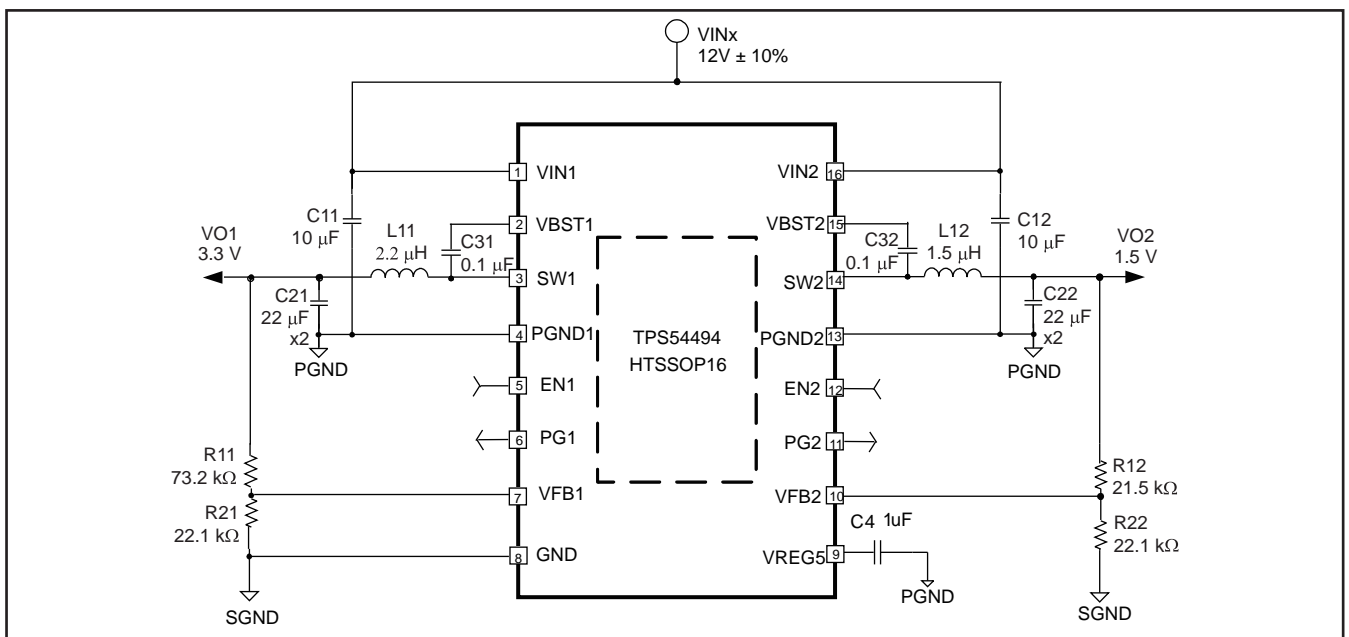 VINx
12V ± 10%
1
VIN1
VIN2
16
C11
10 μF
2
VBST1
VBST2
15
C12
10 μF
VO1
3.3 V
L11
2.2 μH
C31
0.1 μF
C32
0.1 μF
L12
1.5 μH
VO2
1.5 V
3
SW1
SW2
14
C21
22 μF
x2
C22
22 μF
x2
4
PGND1
PGND2
13
TPS54494
HTSSOP16
PGND
PGND
5
EN1
EN2
12
6
PG1
PG2
11
R11
73.2 kΩ
R12
21.5 kΩ
7
VFB1
VFB2
10
R21
22.1 kΩ
C4 1uF
R22
22.1 kΩ
8
GND
VREG5
9
PGND
SGND
SGND